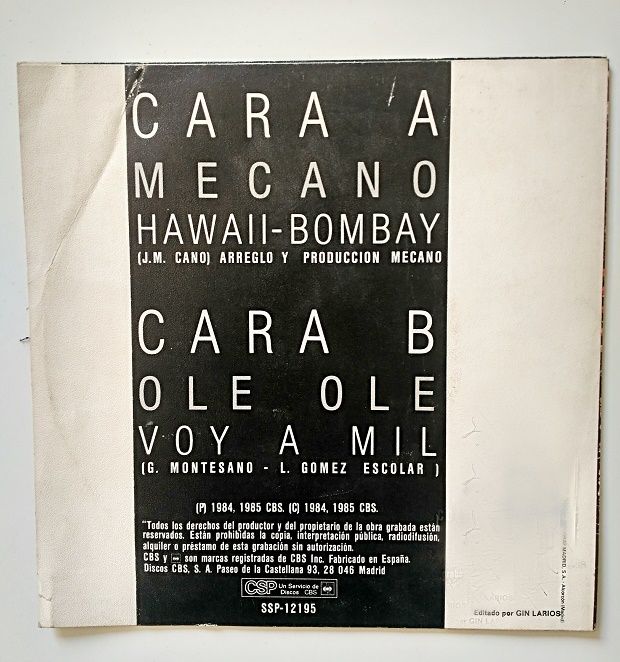 CARA A
MECANO
HAWAII-BOMBAY
(J.M. CANO) ARREGLO Y PRODUCCION MECANO
CARA B
OLE OLE
VOY A MIL
(G. MONTESANO - L. GOMEZ ESCOLAR )
(P) 1984, 1985 CBS. (C) 1984, 1985 CBS.
"Todos los derechos del productor y del propietario de la obra grabada están
reservados. Están prohibidas la copia, interpretación pública, radiodifusión,
alquiler o préstamo de esta grabación sin autorización.
CBS y son marcas registradas de CBS Inc. Fabricado en España.
Discos CBS, S. A. Paseo de la Castellana 93, 28 046 Madrid
CSP Un Servicio de
Discos CBS
SSP-12195
Editado por GIN LARIOS
MADRID, S. A.